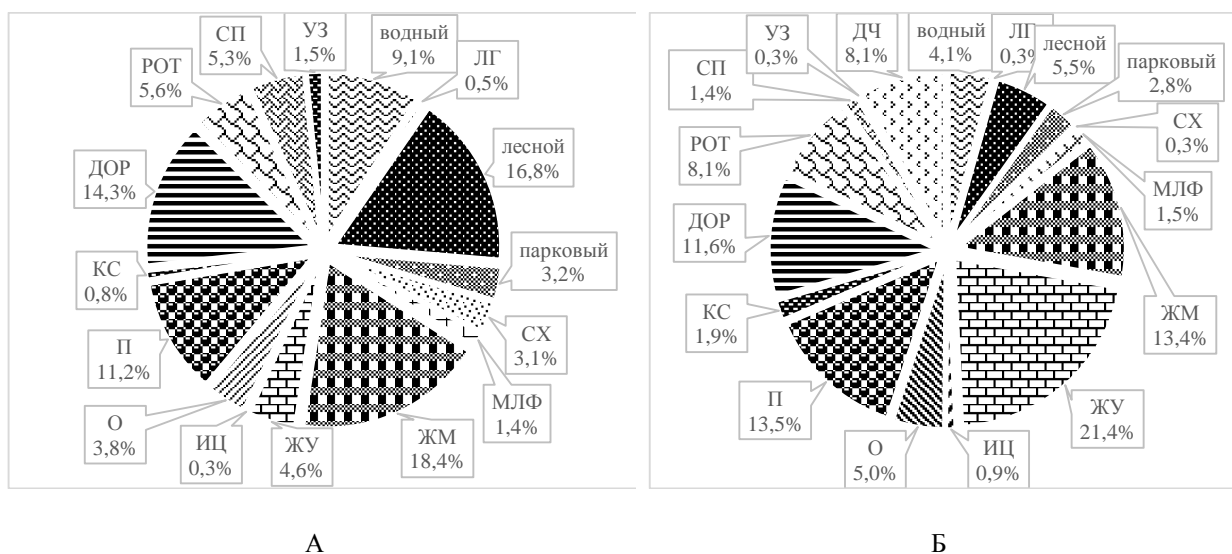 СП
5,3%
УЗ
1,5%
водный
9,1%
ЛГ
0,5%
лесной
16,8%
парковый
3,2%
СХ
3,1%
МЛФ
1,4%
ЖМ
18,4%
ЖУ
4,6%
ИЦ
0,3%
О
3,8%
П
11,2%
КС
0,8%
ДОР
14,3%
РОТ
5,6%
А
УЗ
0,3%
ДЧ
8,1%
водный
4,1%
ЛГ
0,3%
лесной
5,5%
парковый
2,8%
СХ
0,3%
МЛФ
1,5%
ЖМ
13,4%
ЖУ
21,4%
ИЦ
0,9%
О
5,0%
П
13,5%
КС
1,9%
ДОР
11,6%
РОТ
8,1%
СП
1,4%
Б